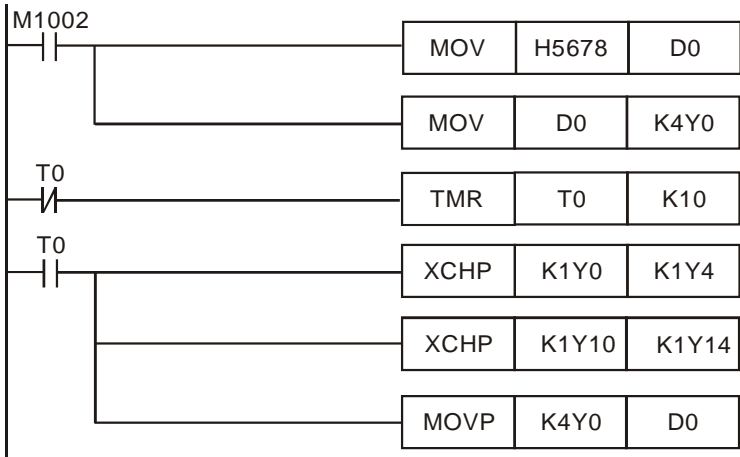 M1002
MOV H5678 D0
MOV D0 K4Y0
T0
TMR T0 K10
T0
XCHP K1Y0 K1Y4
XCHP K1Y10 K1Y14
MOVP K4Y0 D0